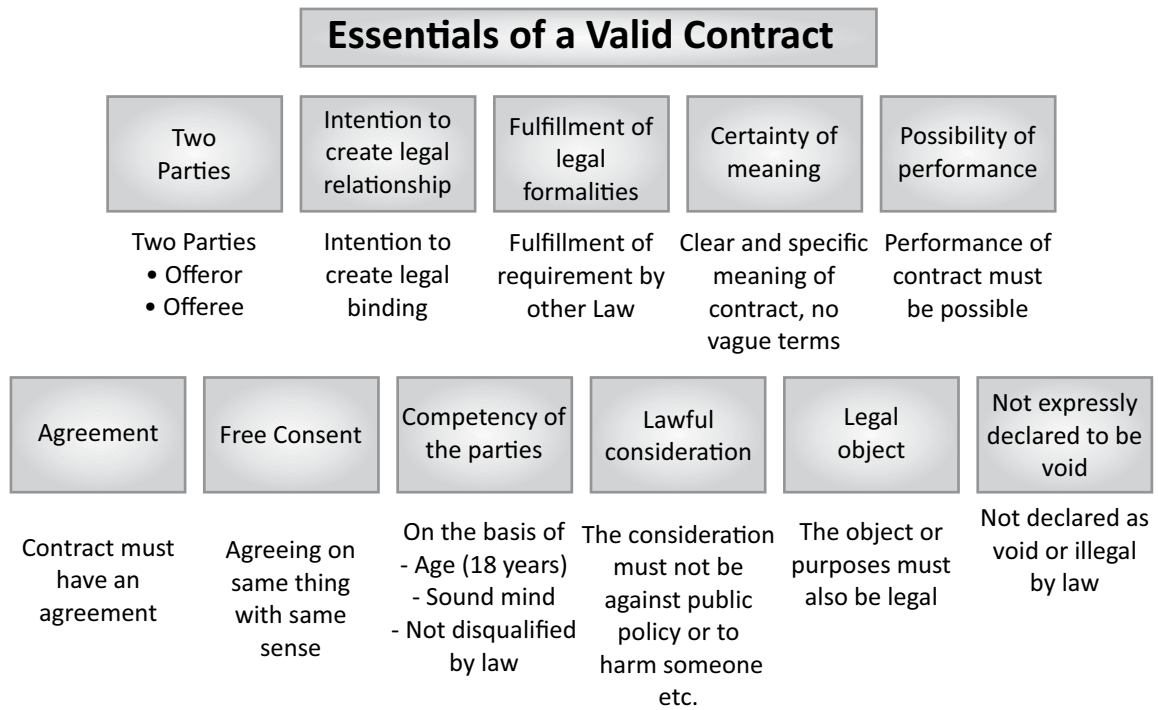 Essentials of a Valid Contract
Two
Parties
Intention to
create legal
relationship
Fulfillment of
legal
formalities
Certainty of
meaning
Possibility of
performance
Two Parties
• Offeror
• Offeree
Intention to
create legal
binding
Fulfillment of
requirement by
other Law
Clear and specific
meaning of
contract, no
vague terms
Performance of
contract must
be possible
Agreement
Free Consent
Competency of
the parties
Lawful
consideration
Legal
object
Not expressly
declared to be
void
Contract must
have an
agreement
Agreeing on
same thing
with same
sense
On the basis of
- Age (18 years)
- Sound mind
- Not disqualified
by law
The consideration
must not be
against public
policy or to
harm someone
etc.
The object or
purposes must
also be legal
Not declared as
void or illegal
by law